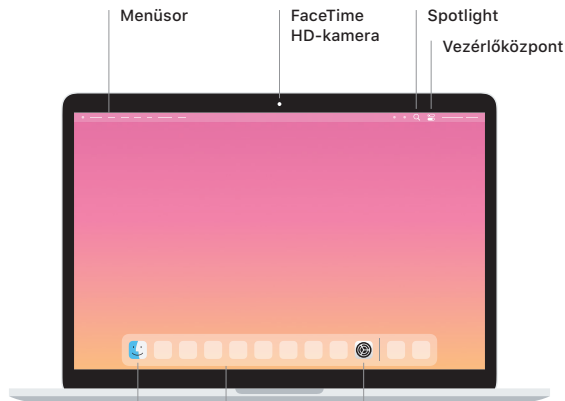 Menüsor
FaceTime
HD-kamera
Spotlight
Vezérlőközpont